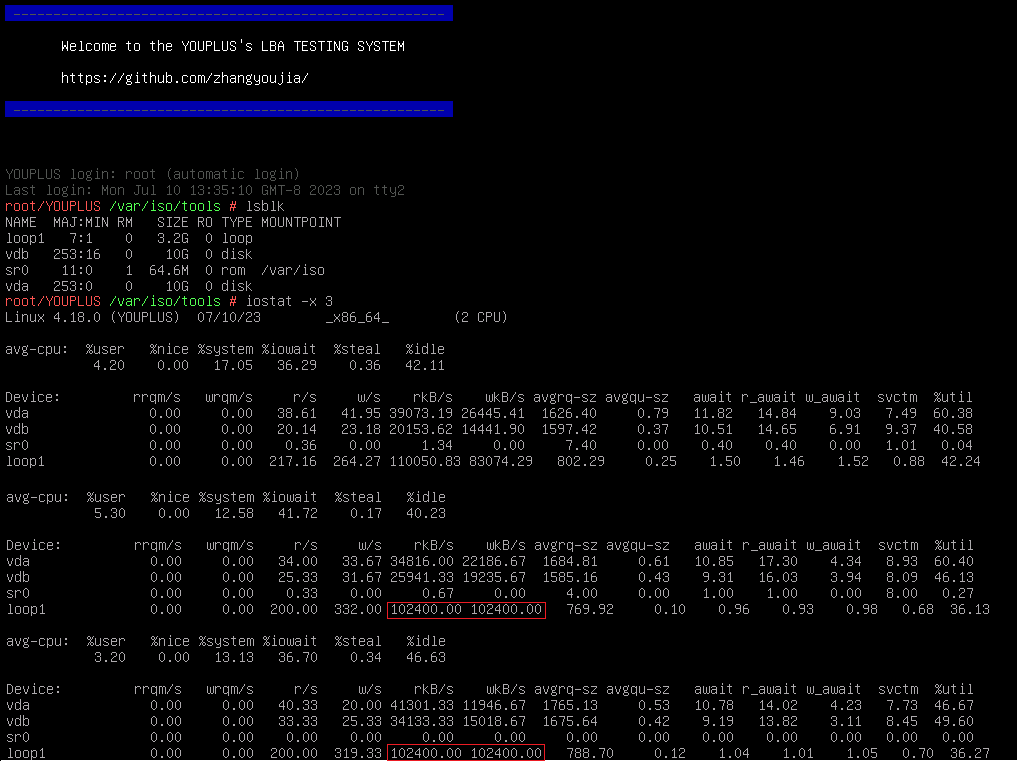 Welcome to the YOUPLUS's LBA TESTING SYSTEM
https://github.com/zhangyoujia/
YOUPLUS login: root (automatic login)
Last login: Mon Jul 10 13:35:10 GMT-8 2023 on tty2
root/YOUPLUS /var/iso/tools # lsblk
NAME  MAJ:MIN RM   SIZE RO TYPE MOUNTPOINT
loop1   7:1    0   3.2G  0 loop
vdb   253:16   0    10G  0 disk
sr0    11:0    1  64.6M  0 rom  /var/iso
vda   253:0    0    10G  0 disk
root/YOUPLUS /var/iso/tools # iostat -x 3
Linux 4.18.0 (YOUPLUS)  07/10/23        _x86_64_        (2 CPU)
avg-cpu:  %user   %nice %system %iowait  %steal   %idle
4.20    0.00   17.05   36.29    0.36   42.11
Device:         rrqm/s   wrqm/s     r/s     w/s    rkB/s    wkB/s avgrq-sz avgqu-sz   await r_await w_await  svctm  %util
vda               0.00     0.00   38.61   41.95 39073.19 26445.41  1626.40     0.79   11.82   14.84    9.03   7.49  60.38
vdb               0.00     0.00   20.14   23.18 20153.62 14441.90  1597.42     0.37   10.51   14.65    6.91   9.37  40.58
sr0               0.00     0.00    0.36    0.00     1.34     0.00     7.40     0.00    0.40    0.40    0.00   1.01   0.04
loop1             0.00     0.00  217.16  264.27 110050.83 83074.29   802.29     0.25    1.50    1.46    1.52   0.88  42.24
avg-cpu:  %user   %nice %system %iowait  %steal   %idle
5.30    0.00   12.58   41.72    0.17   40.23
Device:         rrqm/s   wrqm/s     r/s     w/s    rkB/s    wkB/s avgrq-sz avgqu-sz   await r_await w_await  svctm  %util
vda               0.00     0.00   34.00   33.67 34816.00 22186.67  1684.81     0.61   10.85   17.30    4.34   8.93  60.40
vdb               0.00     0.00   25.33   31.67 25941.33 19235.67  1585.16     0.43    9.31   16.03    3.94   8.09  46.13
sr0               0.00     0.00    0.33    0.00     0.67     0.00     4.00     0.00    1.00    1.00    0.00   8.00   0.27
loop1             0.00     0.00  200.00  332.00 102400.00 102400.00   769.92     0.10    0.96    0.93    0.98   0.68  36.13
avg-cpu:  %user   %nice %system %iowait  %steal   %idle
3.20    0.00   13.13   36.70    0.34   46.63
Device:         rrqm/s   wrqm/s     r/s     w/s    rkB/s    wkB/s avgrq-sz avgqu-sz   await r_await w_await  svctm  %util
vda               0.00     0.00   40.33   20.00 41301.33 11946.67  1765.13     0.53   10.78   14.02    4.23   7.73  46.67
vdb               0.00     0.00   33.33   25.33 34133.33 15018.67  1675.64     0.42    9.19   13.82    3.11   8.45  49.60
sr0               0.00     0.00    0.00    0.00     0.00     0.00     0.00     0.00    0.00    0.00    0.00   0.00   0.00
loop1             0.00     0.00  200.00  319.33 102400.00 102400.00   788.70     0.12    1.04    1.01    1.05   0.70  36.27